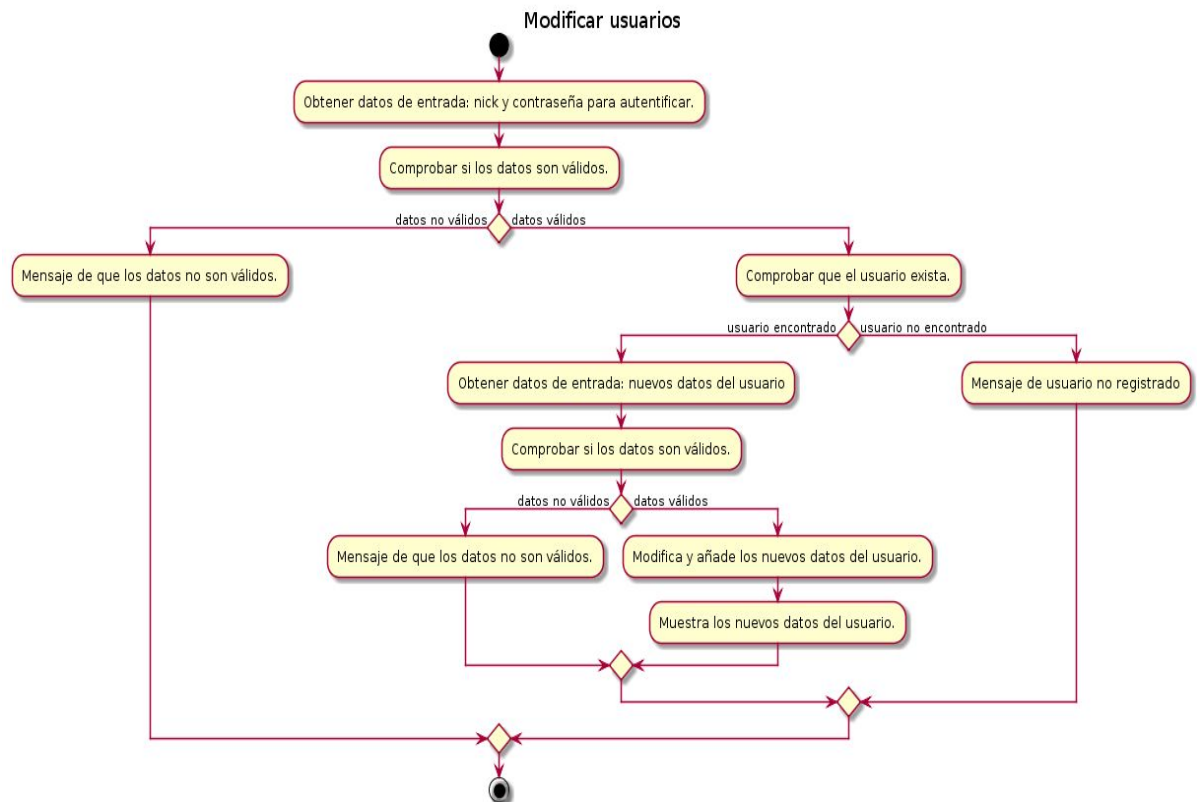 Modificar usuarios
Obtener datos de entrada: nick y contraseña para autentificar.
Comprobar si los datos son válidos.
datos no válidos
datos válidos
Mensaje de que los datos no son válidos.
Comprobar que el usuario exista.
usuario encontrado
usuario no encontrado
Obtener datos de entrada: nuevos datos del usuario
Mensaje de usuario no registrado
Comprobar si los datos son válidos.
datos no válidos
datos válidos
Mensaje de que los datos no son válidos.
Modifica y añade los nuevos datos del usuario.
Muestra los nuevos datos del usuario.